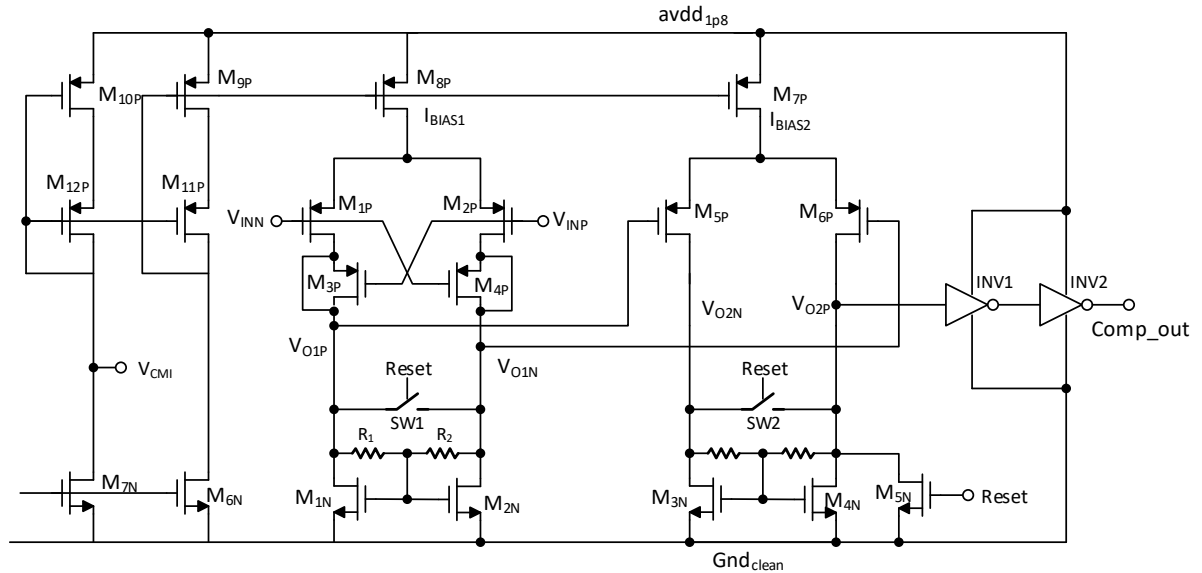 avdd1p8
M10P
M9P
M8P
M7P
IBIAS1
IBIAS2
M12P
M11P
VINN
M1P
M2P
VINP
M5P
M6P
M3P
M4P
INV1
INV2
VO2N
VO2P
Comp_out
VO1P
VO1N
VCMI
Reset
Reset
SW1
SW2
R1
R2
M7N
M6N
M1N
M2N
M3N
M4N
M5N
Reset
Gndclean